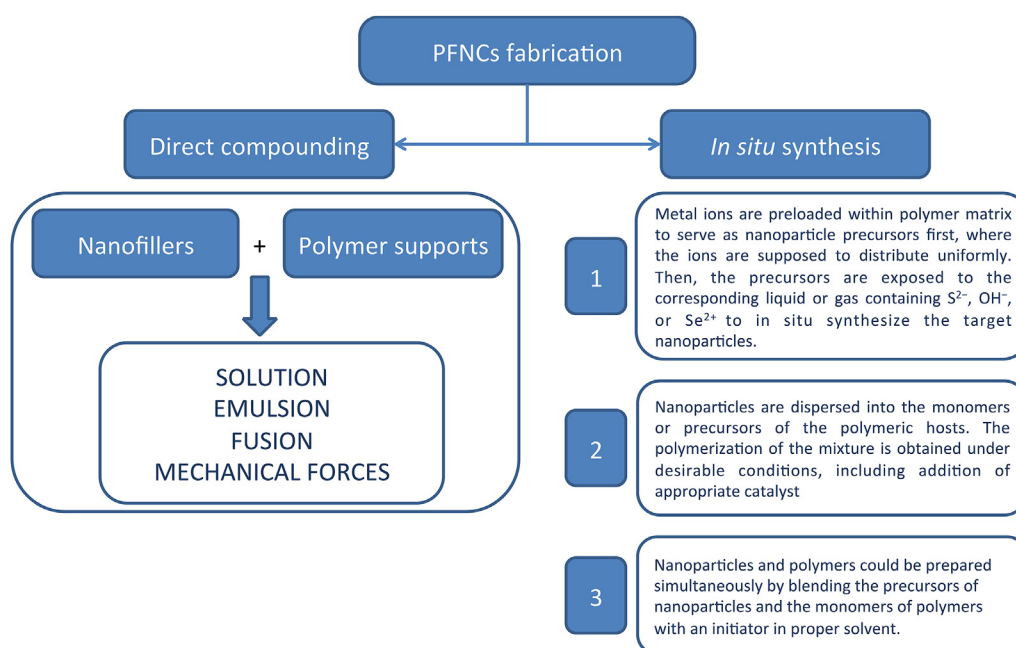 PFNCs fabrication
Direct compounding
In situ synthesis
Nanofillers
+
Polymer supports
SOLUTION
EMULSION
FUSION
MECHANICAL FORCES
1
Metal ions are preloaded within polymer matrix
to serve as nanoparticle precursors first, where
the ions are supposed to distribute uniformly.
Then, the precursors are exposed to the
corresponding liquid or gas containing S²⁻, OH⁻,
or Se²⁺ to in situ synthesize the target
nanoparticles.
2
Nanoparticles are dispersed into the monomers
or precursors of the polymeric hosts. The
polymerization of the mixture is obtained under
desirable conditions, including addition of
appropriate catalyst
3
Nanoparticles and polymers could be prepared
simultaneously by blending the precursors of
nanoparticles and the monomers of polymers
with an initiator in proper solvent.